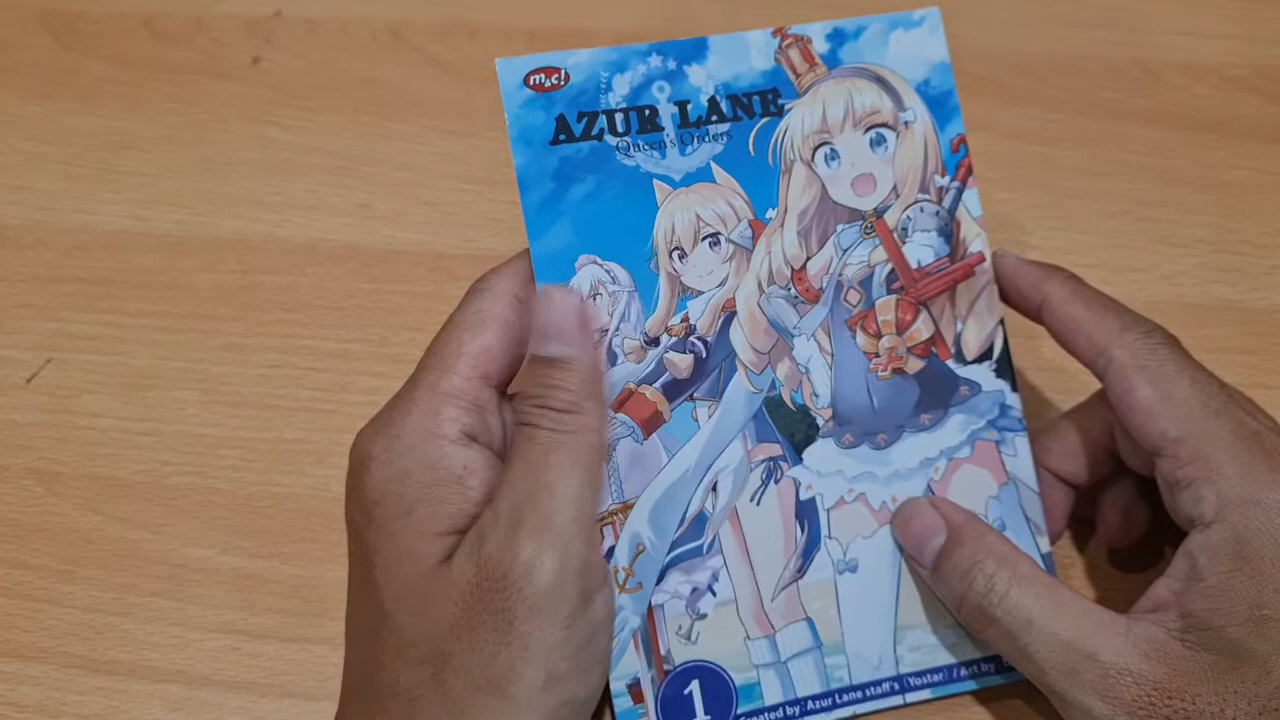 m&c!
AZUR LANE
Queen's Orders
1
Created by : Azur Lane staff's (Yostar) / Art by :